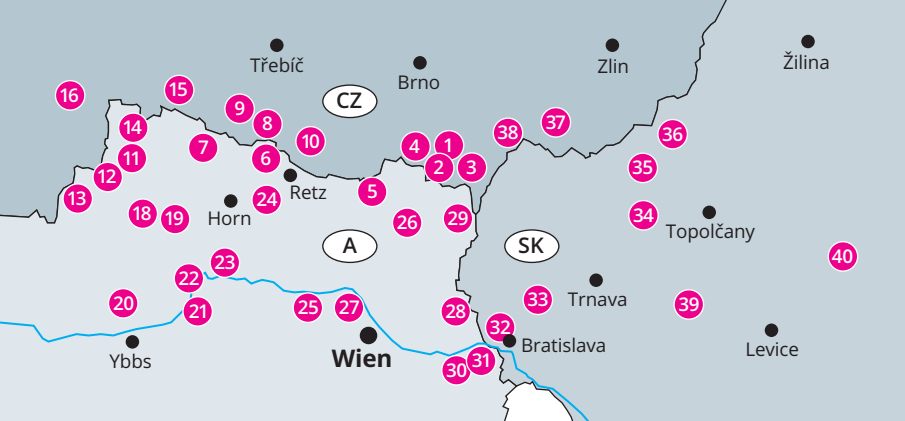 Třebíč
Brno
Zlin
Žilina
16
15
9
8
CZ
10
14
7
4
1
38
37
36
11
6
2
3
35
12
Retz
13
24
5
18
19
Horn
26
29
34
Topolčany
A
SK
40
23
22
Trnava
20
21
25
27
28
33
39
32
Ybbs
Wien
Bratislava
Levice
30
31